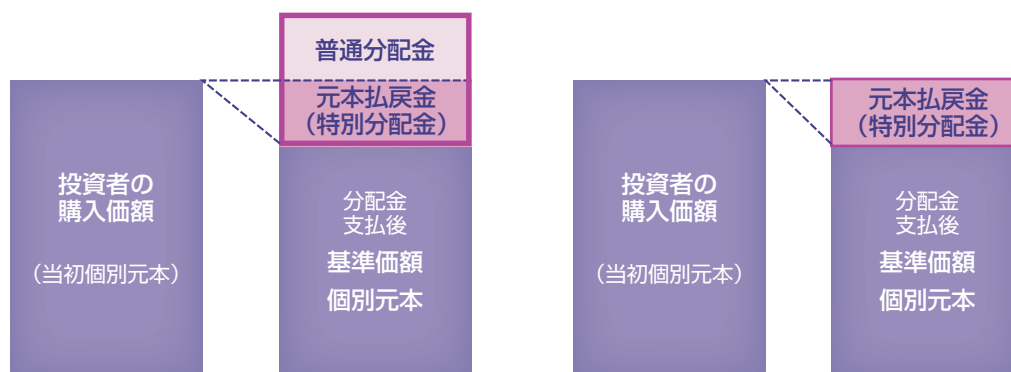 普通分配金
元本払戻金
（特別分配金）
投資者の
購入価額
（当初個別元本）
分配金
支払後
基準価額
個別元本
元本払戻金
（特別分配金）
投資者の
購入価額
（当初個別元本）
分配金
支払後
基準価額
個別元本